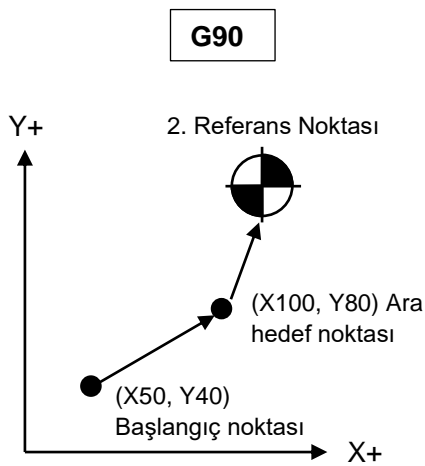 G90
Y+
2. Referans Noktası
(X100, Y80) Ara
hedef noktası
(X50, Y40)
Başlangıç noktası
X+